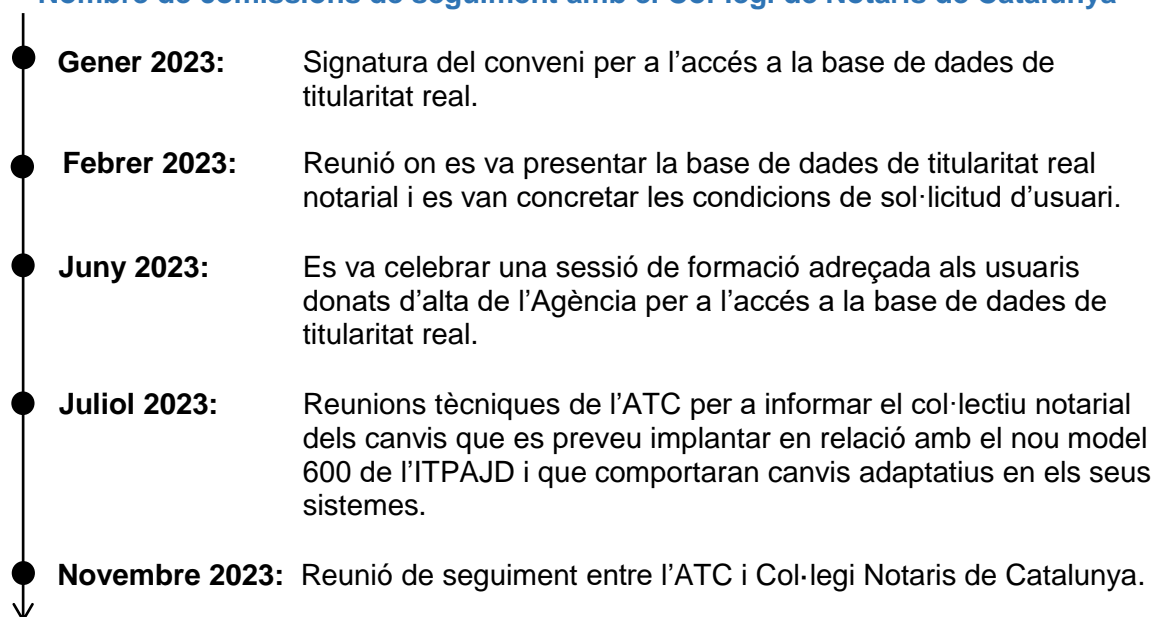 Nombre de comissions de seguiment amb el Col·legi de Notaris de Catalunya
Gener 2023: Signatura del conveni per a l'accés a la base de dades de
titularitat real.
Febrer 2023: Reunió on es va presentar la base de dades de titularitat real
notarial i es van concretar les condicions de sol·licitud d'usuari.
Juny 2023: Es va celebrar una sessió de formació adreçada als usuaris
donats d'alta de l'Agència per a l'accés a la base de dades de
titularitat real.
Juliol 2023: Reunions tècniques de l'ATC per a informar el col·lectiu notarial
dels canvis que es preveu implantar en relació amb el nou model
600 de l'ITPAJD i que comportaran canvis adaptatius en els seus
sistemes.
Novembre 2023: Reunió de seguiment entre l'ATC i Col·legi Notaris de Catalunya.